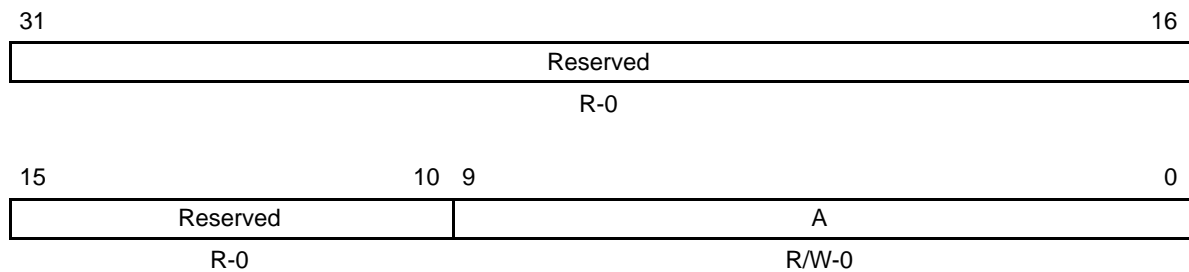 31 16
Reserved
R-0
15 10 9 0
Reserved A
R-0 R/W-0